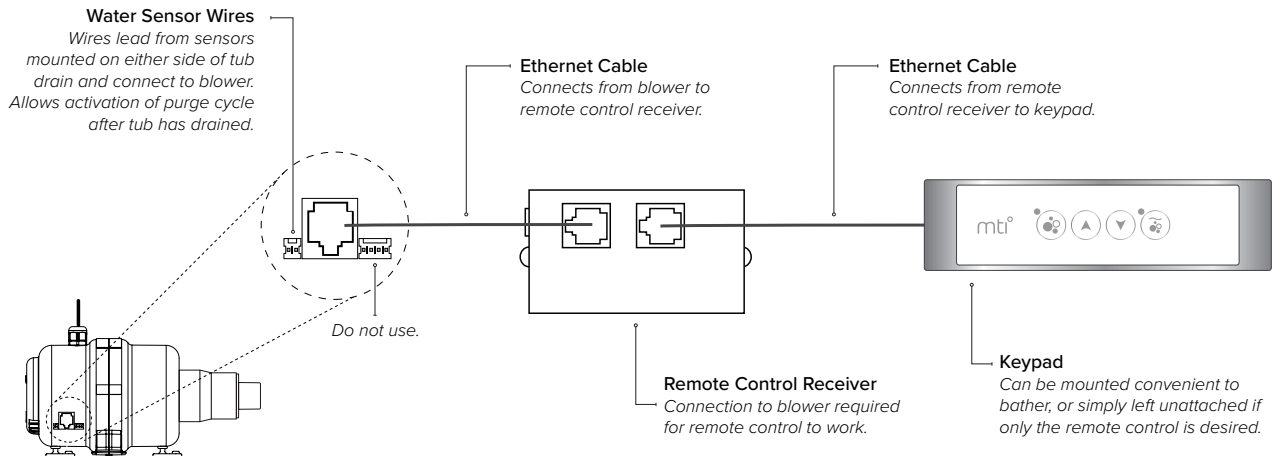 Water Sensor Wires
Wires lead from sensors
mounted on either side of tub
drain and connect to blower.
Allows activation of purge cycle
after tub has drained.
Ethernet Cable
Connects from blower to
remote control receiver.
Ethernet Cable
Connects from remote
control receiver to keypad.
mti°
Do not use.
Remote Control Receiver
Connection to blower required
for remote control to work.
Keypad
Can be mounted convenient to
bather, or simply left unattached if
only the remote control is desired.